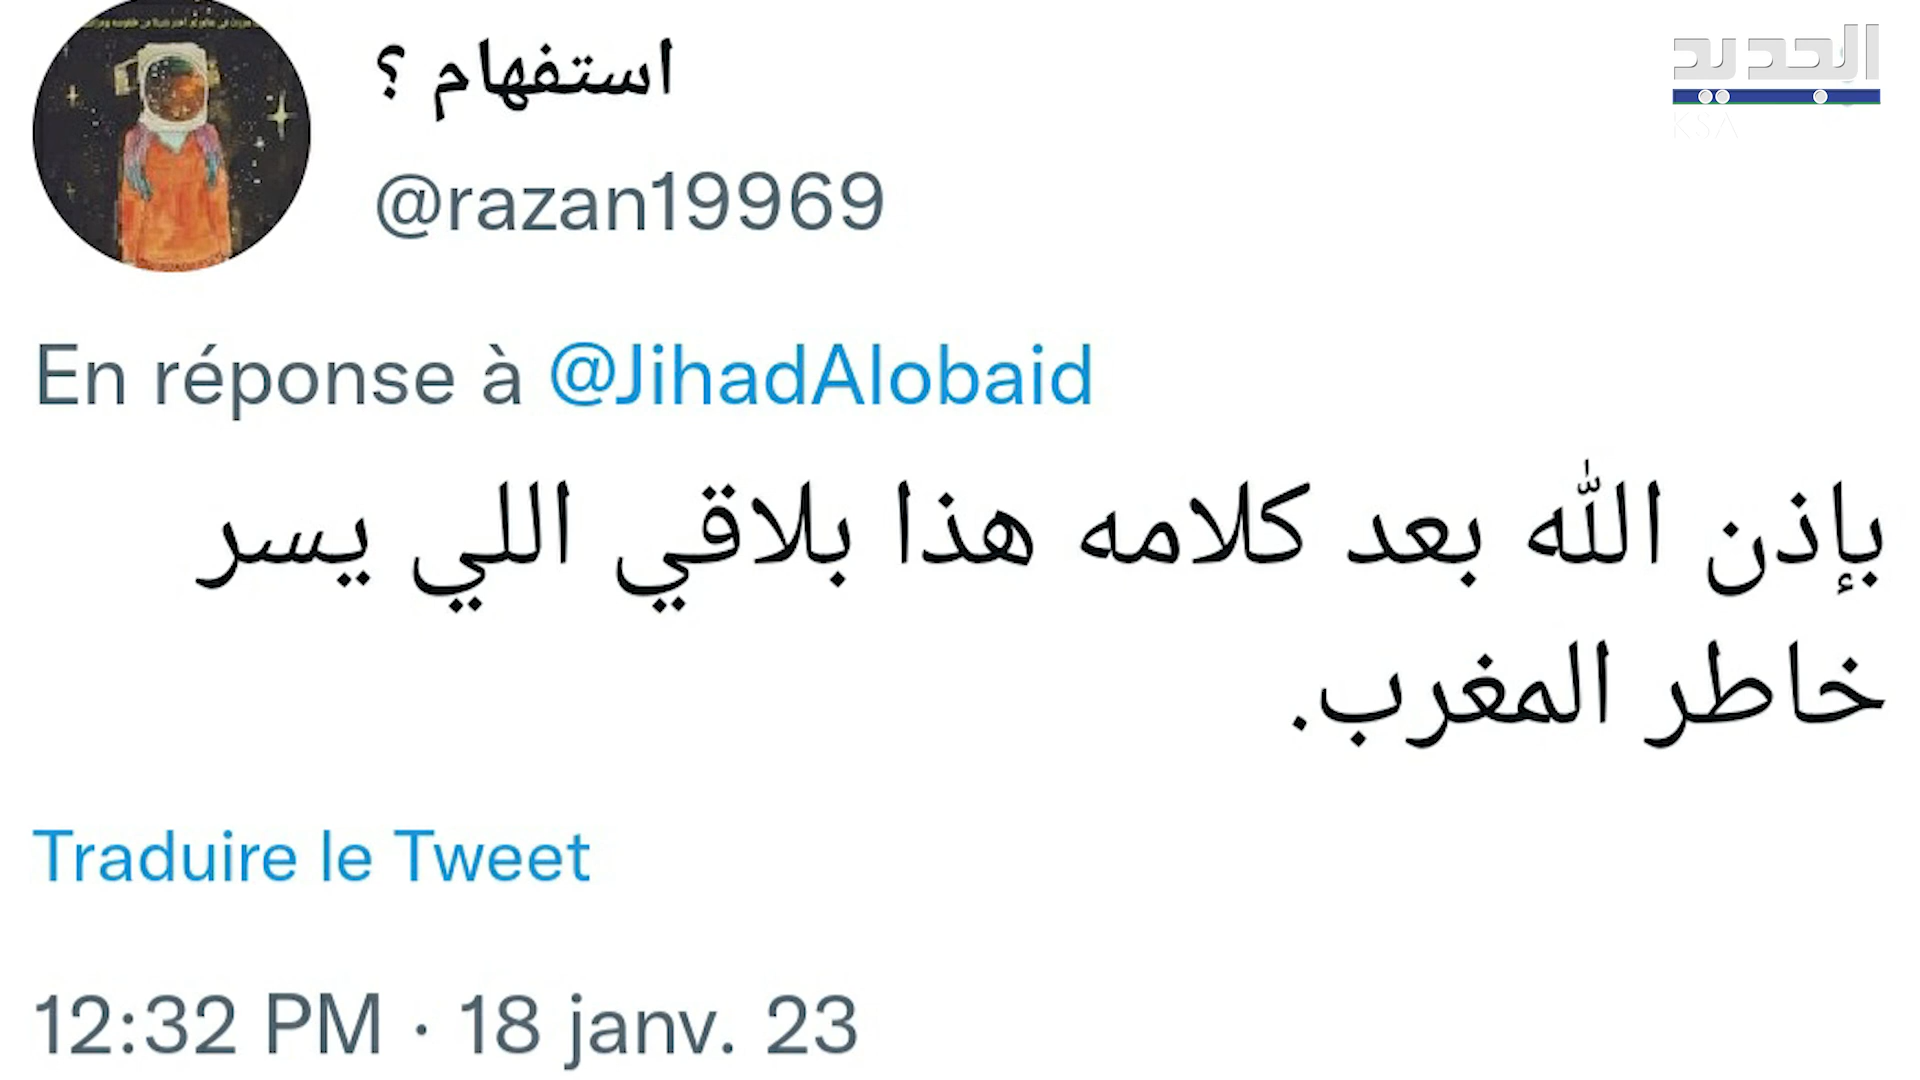 استفهام ؟
@razan19969
الجديد
KSA
En réponse à @JihadAlobaid
بإذن الله بعد كلامه هذا بلاقي اللي يسر
خاطر المغرب.
Traduire le Tweet
12:32 PM · 18 janv. 23